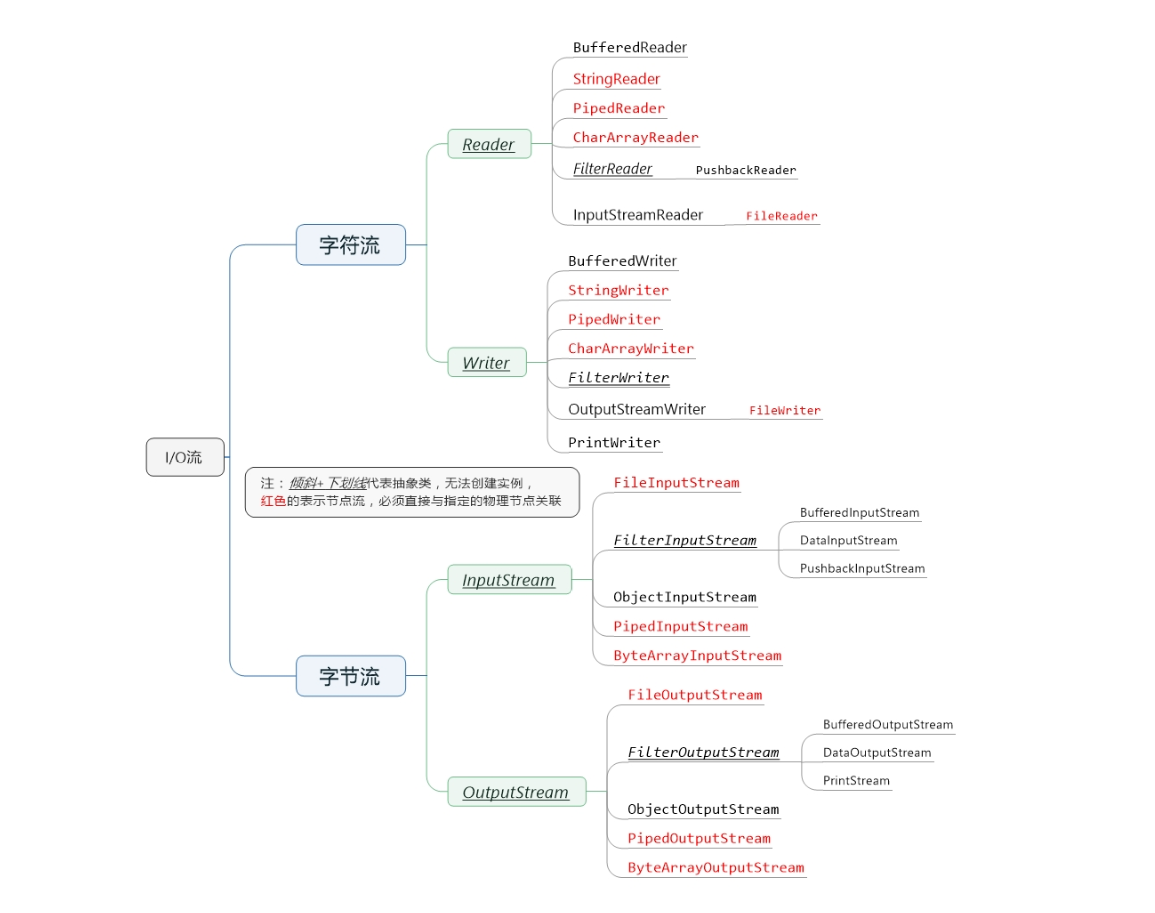 BufferedReader
StringReader
PipedReader
Reader
CharArrayReader
FilterReader
PushbackReader
InputStreamReader
FileReader
字符流
BufferedWriter
StringWriter
PipedWriter
Writer
CharArrayWriter
FilterWriter
OutputStreamWriter
FileWriter
PrintWriter
I/O流
注：倾斜+下划线代表抽象类，无法创建实例，
红色的表示节点流，必须直接与指定的物理节点关联
FileInputStream
FilterInputStream
BufferedInputStream
DataInputStream
PushbackInputStream
InputStream
ObjectInputStream
PipedInputStream
ByteArrayInputStream
字节流
FileOutputStream
FilterOutputStream
BufferedOutputStream
DataOutputStream
PrintStream
OutputStream
ObjectOutputStream
PipedOutputStream
ByteArrayOutputStream